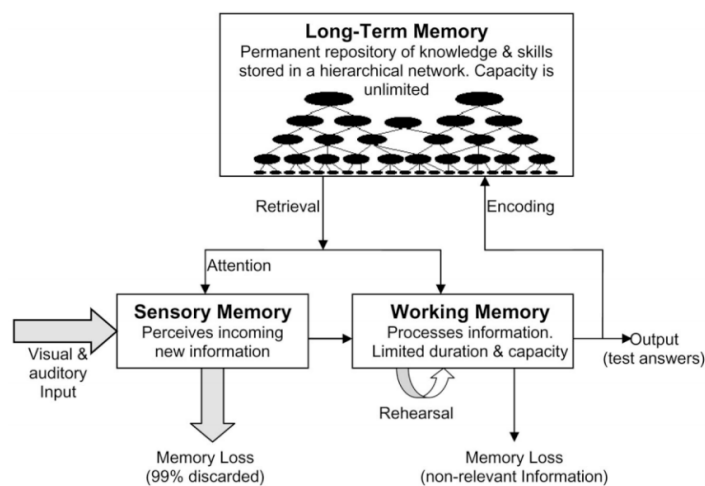 Long-Term Memory
Permanent repository of knowledge & skills
stored in a hierarchical network. Capacity is
unlimited
Retrieval
Encoding
Attention
Sensory Memory
Perceives incoming
new information
Working Memory
Processes information.
Limited duration & capacity
Visual &
auditory
Input
Output
(test answers)
Rehearsal
Memory Loss
(99% discarded)
Memory Loss
(non-relevant Information)